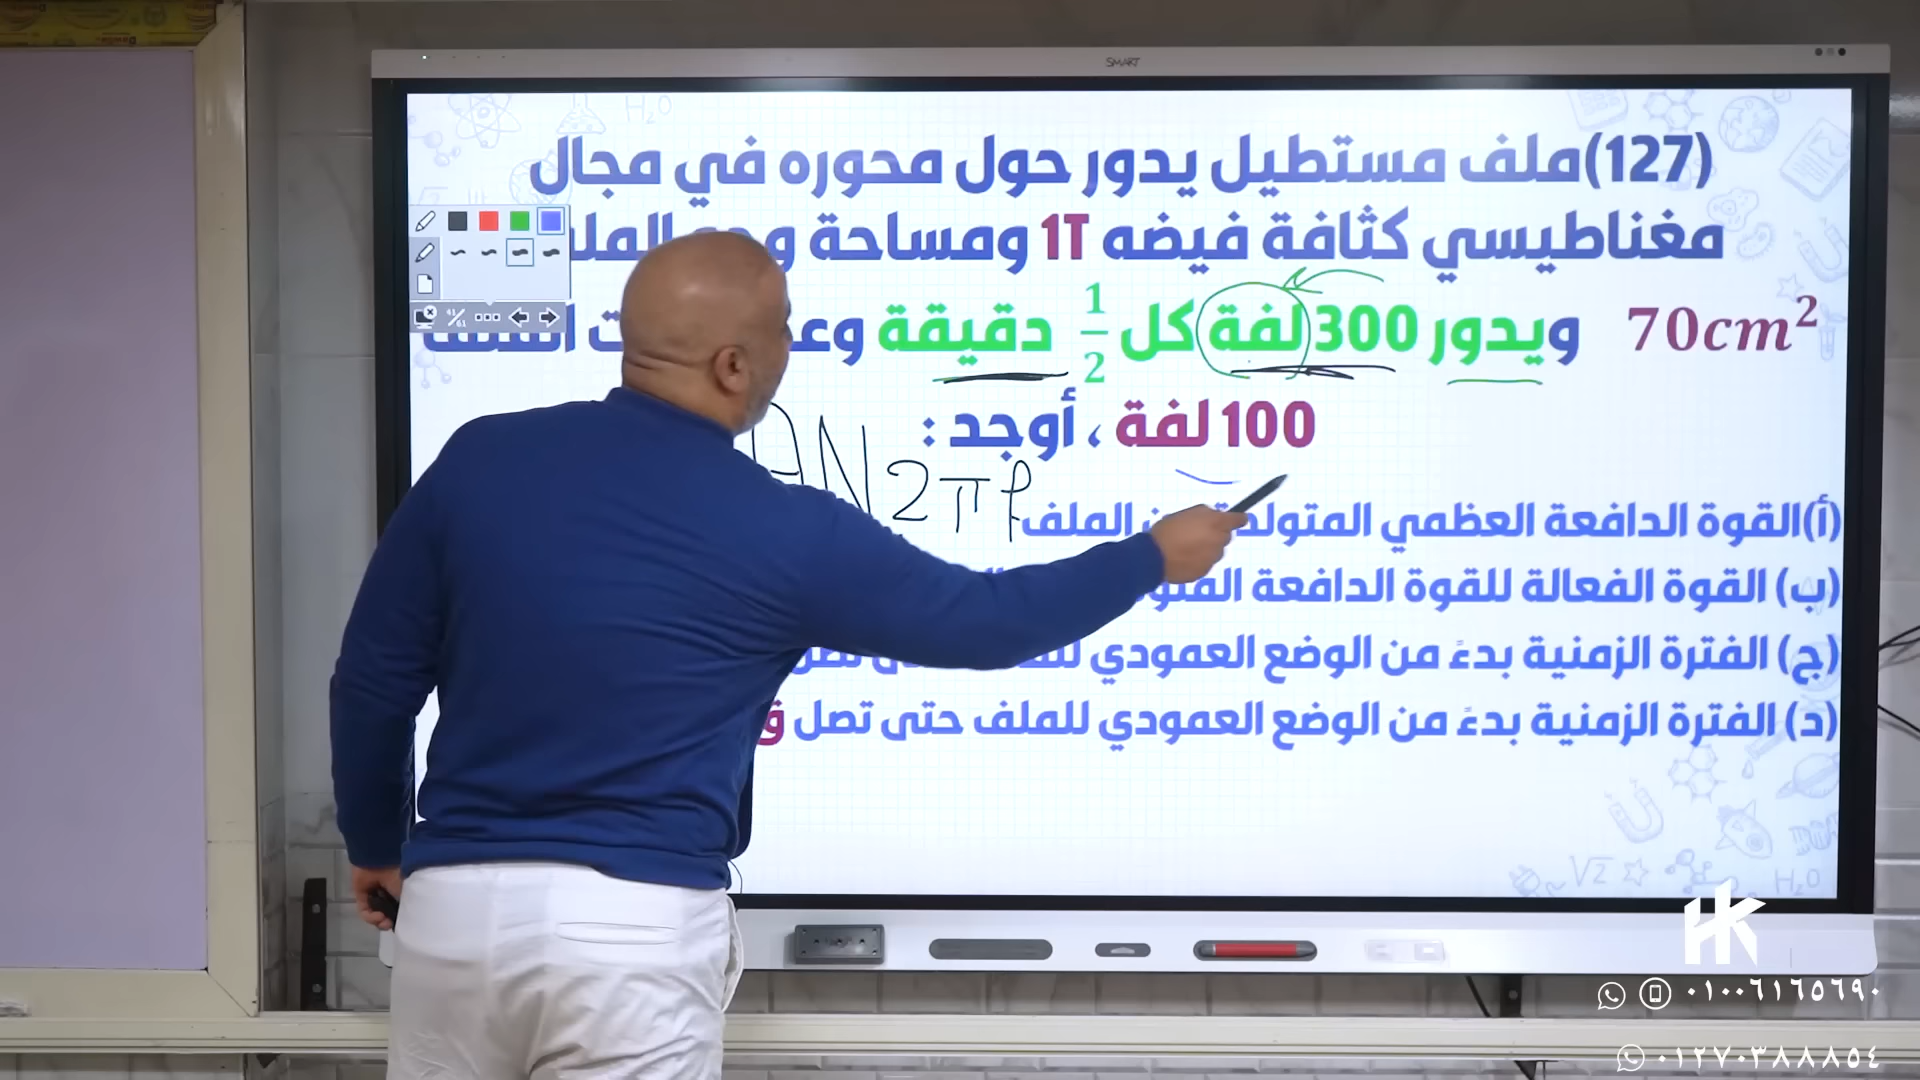 SMART
(127)ملف مستطيل يدور حول محوره في مجال
مغناطيسي كثافة فيضه 1T ومساحة
70cm² ويدور 300 لفة كل 1/2 دقيقة
100 لفة ، أوجد :
AN2πf
(أ)القوة الدافعة العظمي الملف
(ب) القوة الفعالة للقوة الدافعة
(ج) الفترة الزمنية بدءً من الوضع العمودي
(د) الفترة الزمنية بدءً من الوضع العمودي للملف حتى تصل
HK
٠١٠٠٦١٦٥٦٩٠
٠١٢٧٠٣٨٨٨٥٤